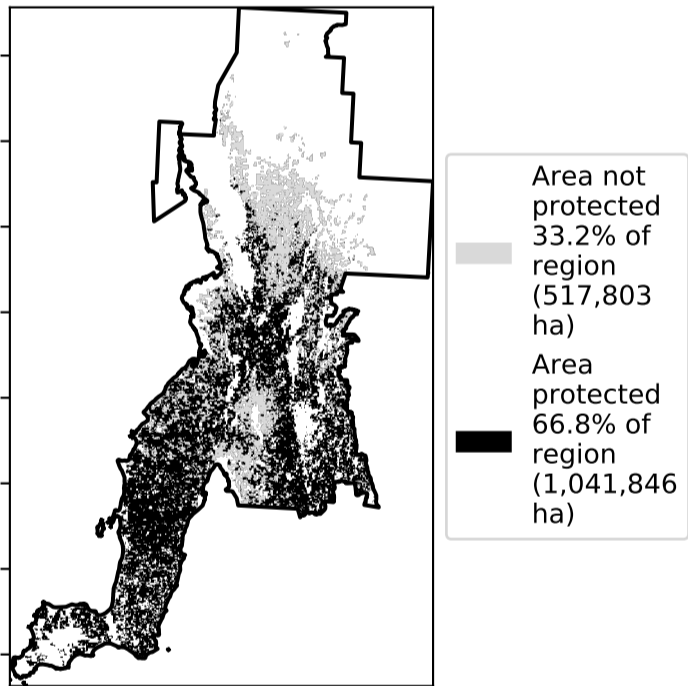 Area not
protected
33.2% of
region
(517,803
ha)
Area
protected
66.8% of
region
(1,041,846
ha)